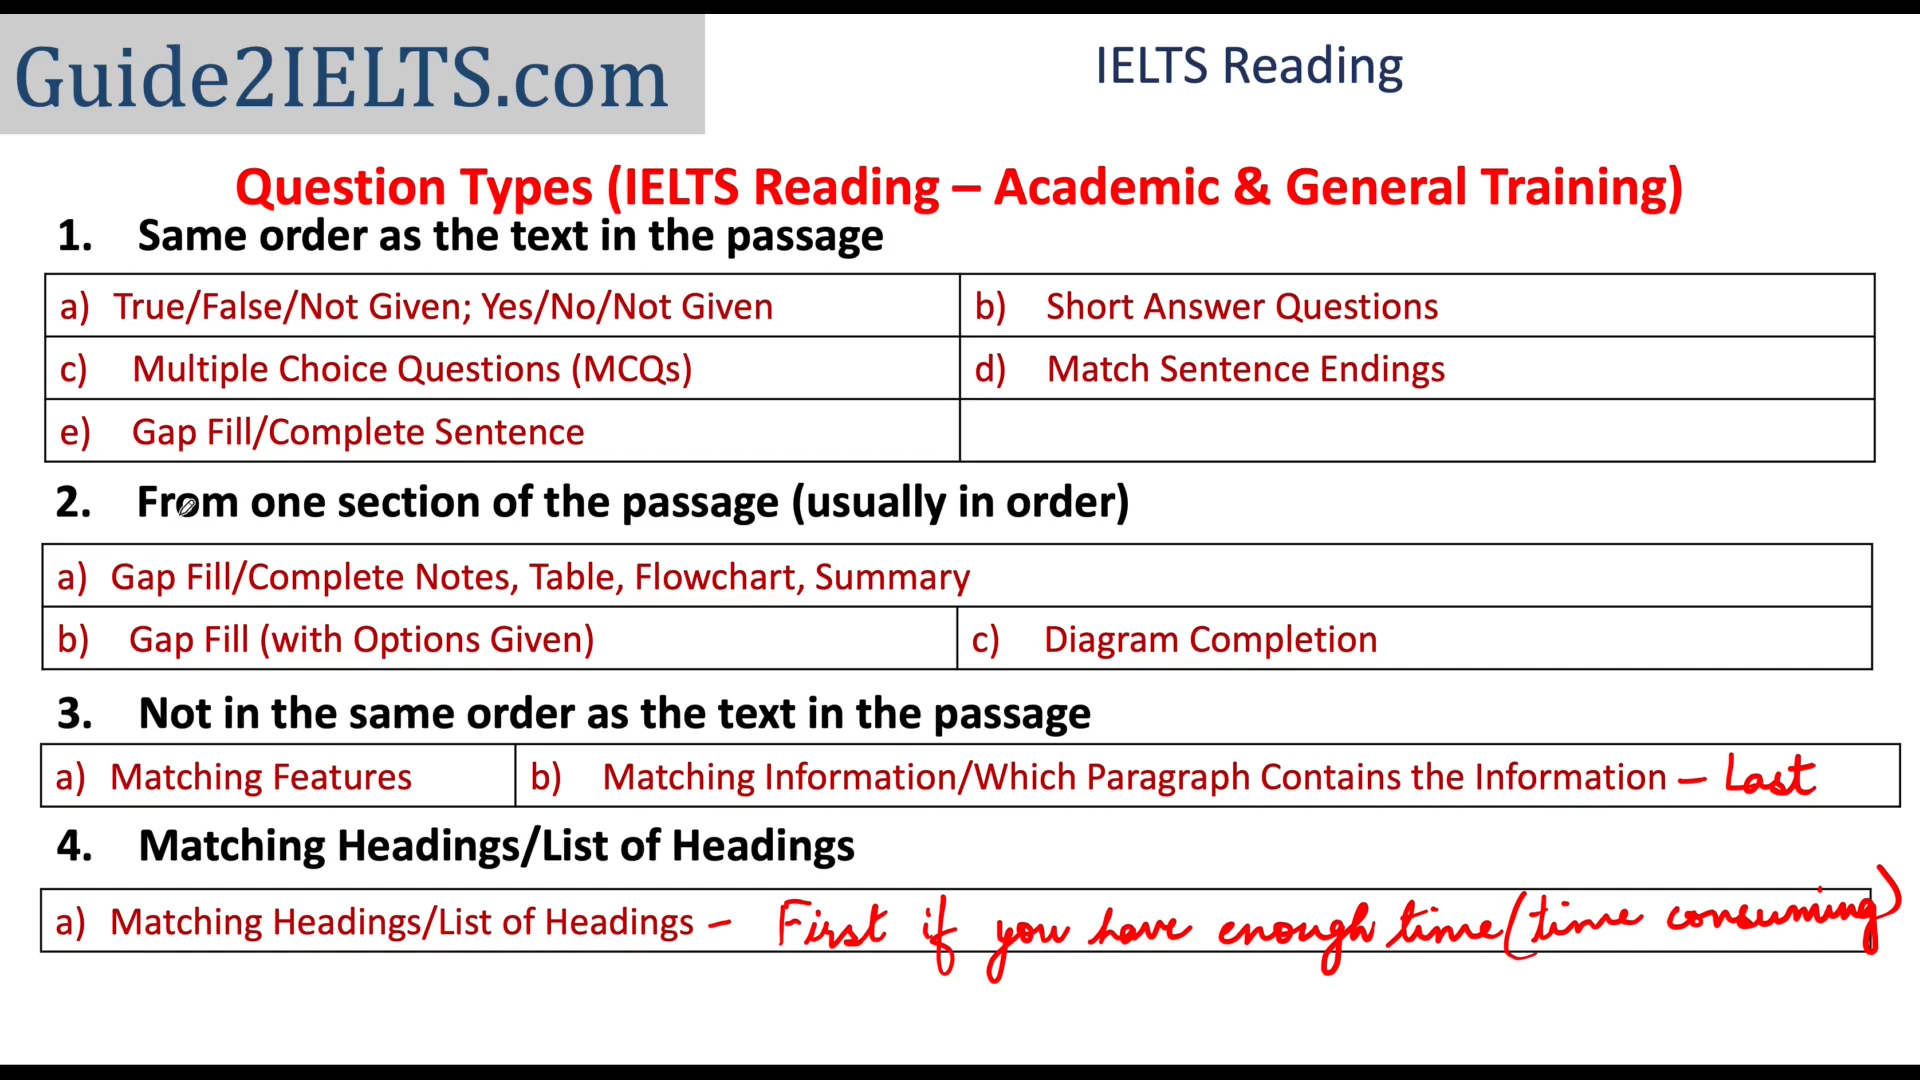 Guide2IELTS.com
IELTS Reading
Question Types (IELTS Reading – Academic & General Training)
1. Same order as the text in the passage
a) True/False/Not Given; Yes/No/Not Given
b) Short Answer Questions
c) Multiple Choice Questions (MCQs)
d) Match Sentence Endings
e) Gap Fill/Complete Sentence
2. From one section of the passage (usually in order)
a) Gap Fill/Complete Notes, Table, Flowchart, Summary
b) Gap Fill (with Options Given)
c) Diagram Completion
3. Not in the same order as the text in the passage
a) Matching Features
b) Matching Information/Which Paragraph Contains the Information – Last
4. Matching Headings/List of Headings
a) Matching Headings/List of Headings – First if you have enough time (time consuming)